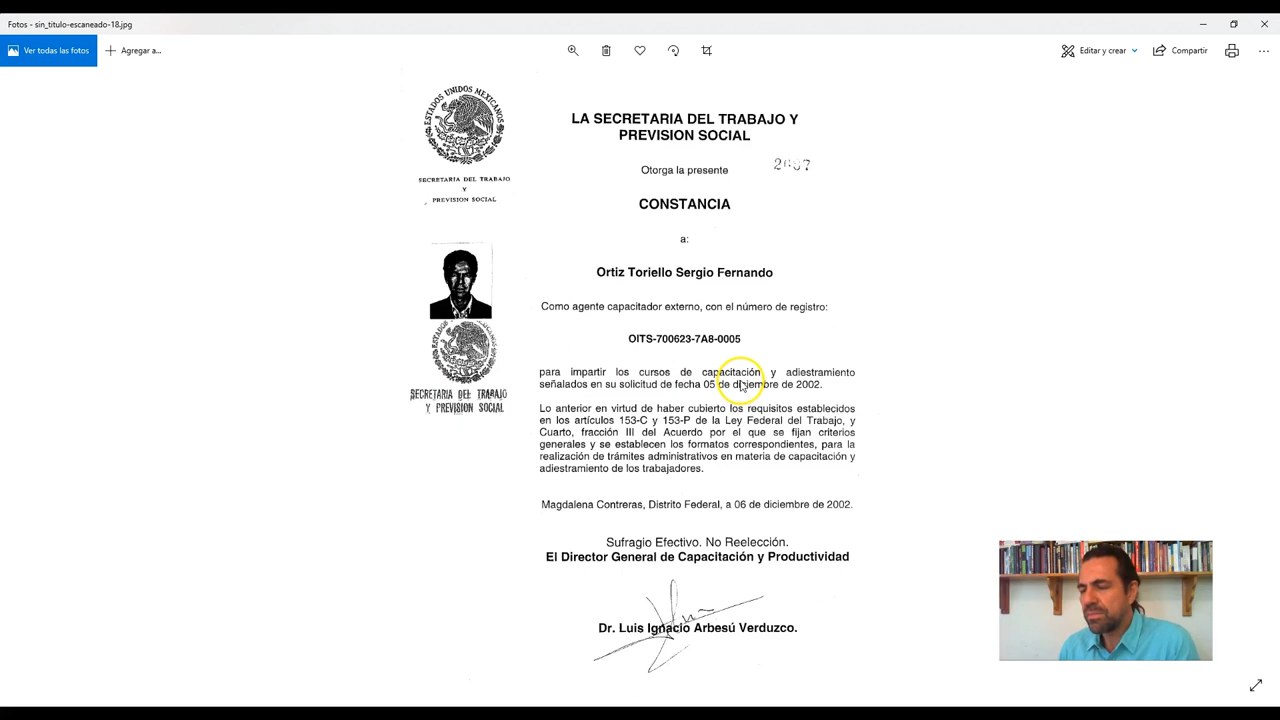 Fotos - sin_titulo-escaneado-18.jpg
Ver todas las fotos
Agregar a...
Editar y crear
Compartir
ESTADOS UNIDOS MEXICANOS
SECRETARIA DEL TRABAJO
Y
PREVISION SOCIAL
LA SECRETARIA DEL TRABAJO Y
PREVISION SOCIAL
Otorga la presente
CONSTANCIA
a:
Ortiz Toriello Sergio Fernando
Como agente capacitador externo, con el número de registro:
OITS-700623-7A8-0005
SECRETARIA DEL TRABAJO
Y PREVISION SOCIAL
para impartir los cursos de capacitación y adiestramiento
señalados en su solicitud de fecha 05 de diciembre de 2002.
Lo anterior en virtud de haber cubierto los requisitos establecidos
en los artículos 153-C y 153-P de la Ley Federal del Trabajo, y
Cuarto, fracción III del Acuerdo por el que se fijan criterios
generales y se establecen los formatos correspondientes, para la
realización de trámites administrativos en materia de capacitación y
adiestramiento de los trabajadores.
Magdalena Contreras, Distrito Federal, a 06 de diciembre de 2002.
Sufragio Efectivo. No Reelección.
El Director General de Capacitación y Productividad
Dr. Luis Ignacio Arbesú Verduzco.